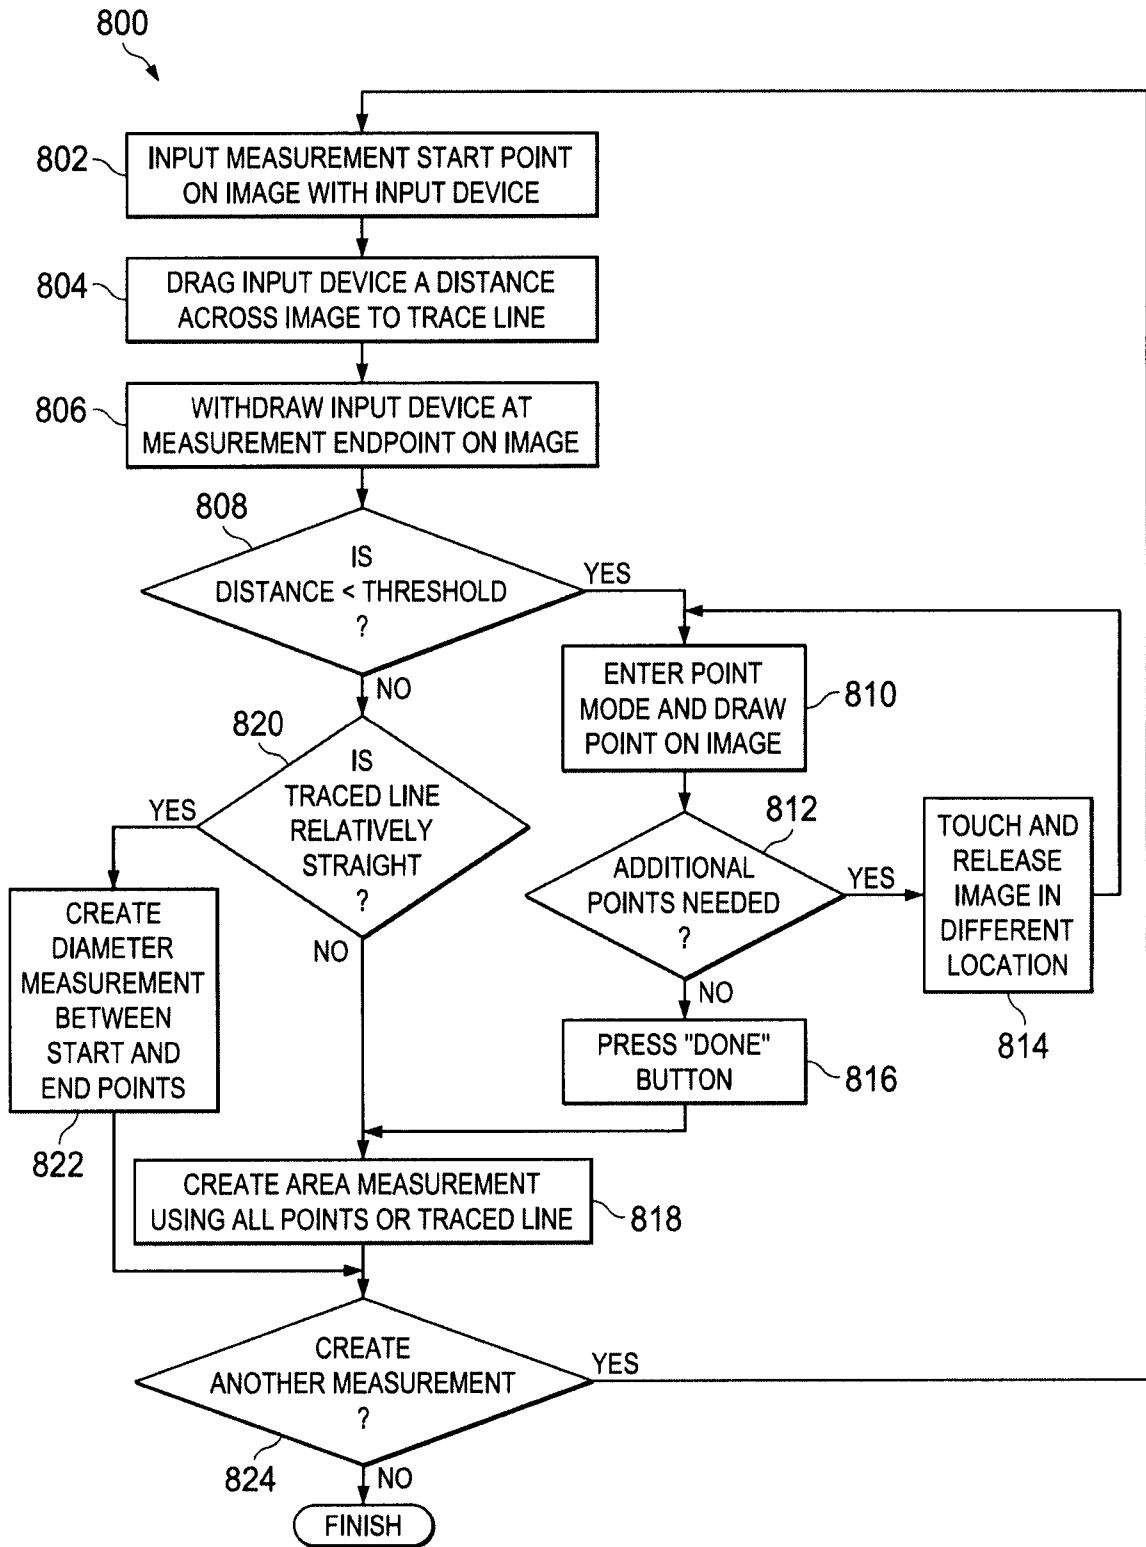 800
802
INPUT MEASUREMENT START POINT
ON IMAGE WITH INPUT DEVICE
804
DRAG INPUT DEVICE A DISTANCE
ACROSS IMAGE TO TRACE LINE
806
WITHDRAW INPUT DEVICE AT
MEASUREMENT ENDPOINT ON IMAGE
808
IS
DISTANCE < THRESHOLD
?
YES
NO
ENTER POINT
MODE AND DRAW
POINT ON IMAGE
810
820
IS
TRACED LINE
RELATIVELY
STRAIGHT
?
YES
NO
812
ADDITIONAL
POINTS NEEDED
?
YES
NO
TOUCH AND
RELEASE
IMAGE IN
DIFFERENT
LOCATION
814
CREATE
DIAMETER
MEASUREMENT
BETWEEN
START AND
END POINTS
822
PRESS "DONE"
BUTTON
816
CREATE AREA MEASUREMENT
USING ALL POINTS OR TRACED LINE
818
CREATE
ANOTHER MEASUREMENT
?
YES
824
NO
FINISH